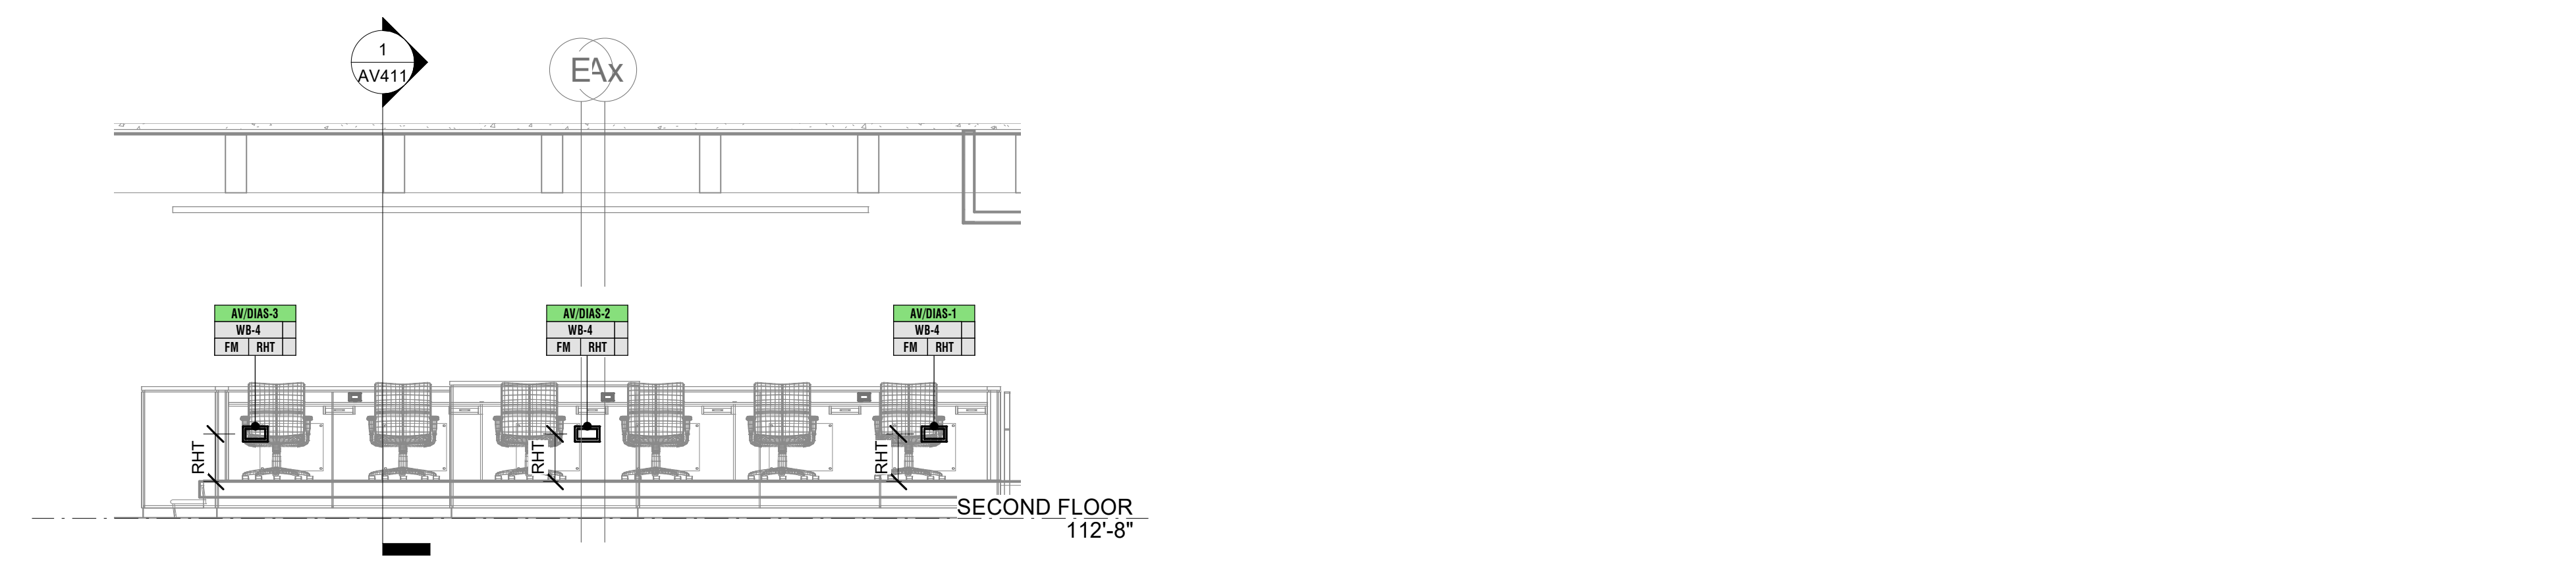 1
AV411
EAx
AV/DIAS-3
WB-4
FM RHT
AV/DIAS-2
WB-4
FM RHT
AV/DIAS-1
WB-4
FM RHT
RHT
RHT
RHT
SECOND FLOOR
112'-8"